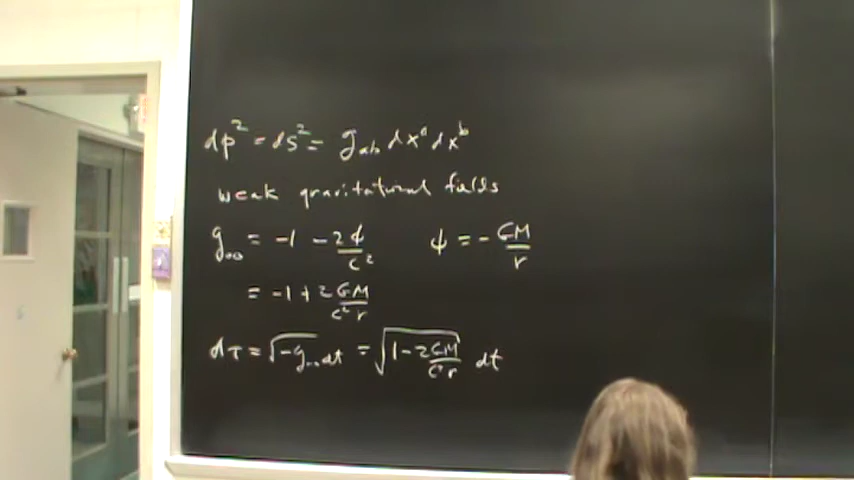 dp² = ds² = g_ab dx^a dx^b
weak gravitational fields
g_00 = -1 - 2ϕ/c²    ϕ = - GM/r
= -1 + 2GM/c²r
dτ = √-g_00 dt = √(1 - 2GM/c²r) dt